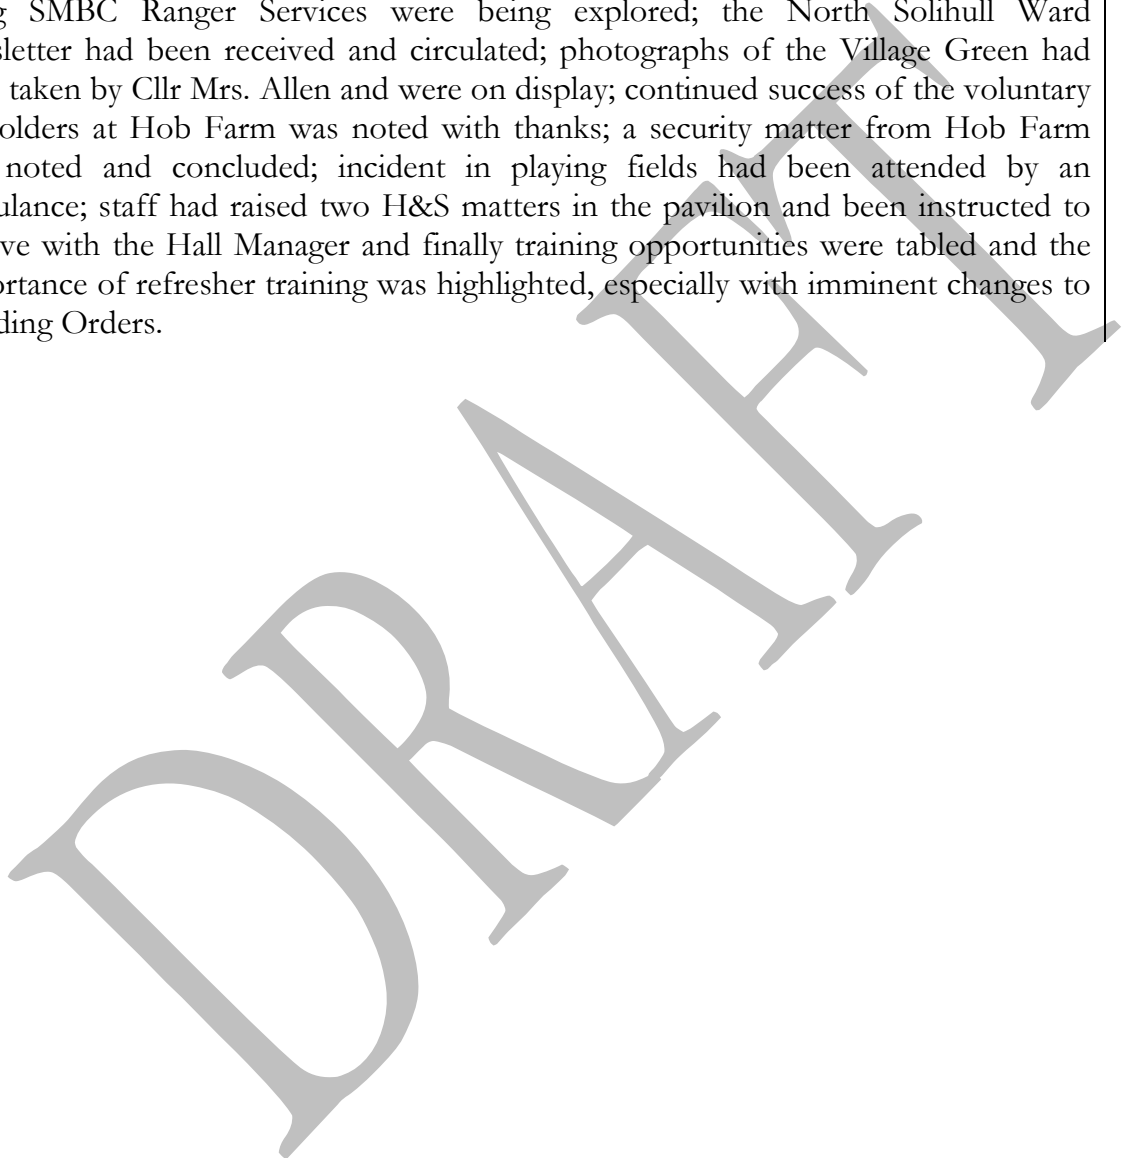 SMBC Ranger Services were being explored; the North Solihull Ward
sletter had been received and circulated; photographs of the Village Green had
taken by Cllr Mrs. Allen and were on display; continued success of the voluntary
olders at Hob Farm was noted with thanks; a security matter from Hob Farm
noted and concluded; incident in playing fields had been attended by an
ulance; staff had raised two H&S matters in the pavilion and been instructed to
ve with the Hall Manager and finally training opportunities were tabled and the
ortance of refresher training was highlighted, especially with imminent changes to
ding Orders.
DRAFT